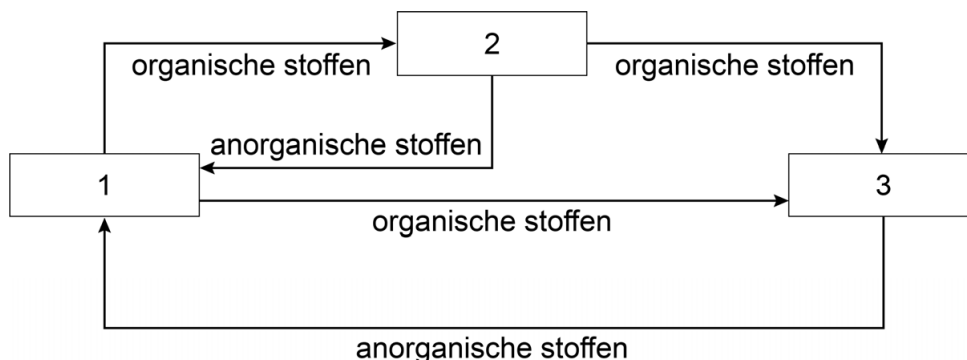 2
organische stoffen
organische stoffen
anorganische stoffen
1
3
organische stoffen
anorganische stoffen